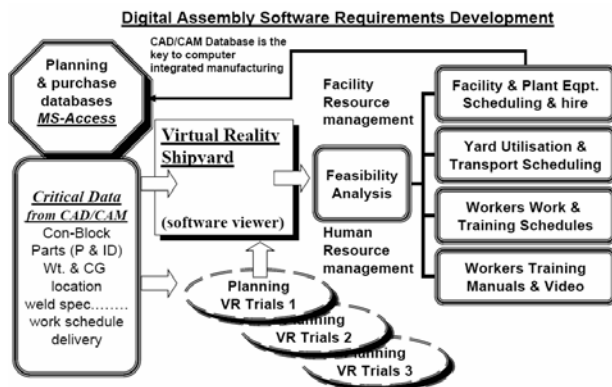 Digital Assembly Software Requirements Development
CAD/CAM Database is the
key to computer
integrated manufacturing
Planning
& purchase
databases
MS-Access
Critical Data
from CAD/CAM
Con-Block
Parts (P & ID)
Wt. & CG
location
weld spec........
work schedule
delivery
Virtual Reality
Shipyard
(software viewer)
Planning
VR Trials 1
Planning
VR Trials 2
Planning
VR Trials 3
Facility
Resource
management
Feasibility
Analysis
Human
Resource
management
Facility & Plant Eqpt.
Scheduling & hire
Yard Utilisation &
Transport Scheduling
Workers Work &
Training Schedules
Workers Training
Manuals & Video